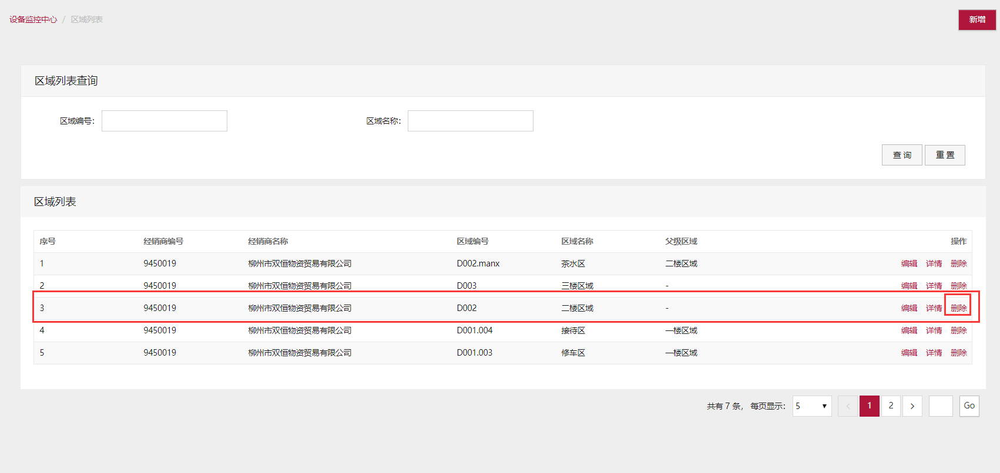 设备监控中心 / 区域列表
新增
区域列表查询
区域编号：
区域名称：
查 询
重 置
区域列表
序号 经销商编号 经销商名称 区域编号 区域名称 父级区域 操作
1 9450019 柳州市双恒物资贸易有限公司 D002.manx 茶水区 二楼区域 编辑 详情 删除
2 9450019 柳州市双恒物资贸易有限公司 D003 三楼区域 - 编辑 详情 删除
3 9450019 柳州市双恒物资贸易有限公司 D002 二楼区域 - 编辑 详情 删除
4 9450019 柳州市双恒物资贸易有限公司 D001.004 接待区 一楼区域 编辑 详情 删除
5 9450019 柳州市双恒物资贸易有限公司 D001.003 修车区 一楼区域 编辑 详情 删除
共有 7 条， 每页显示： 5 ▼ < 1 2 > Go